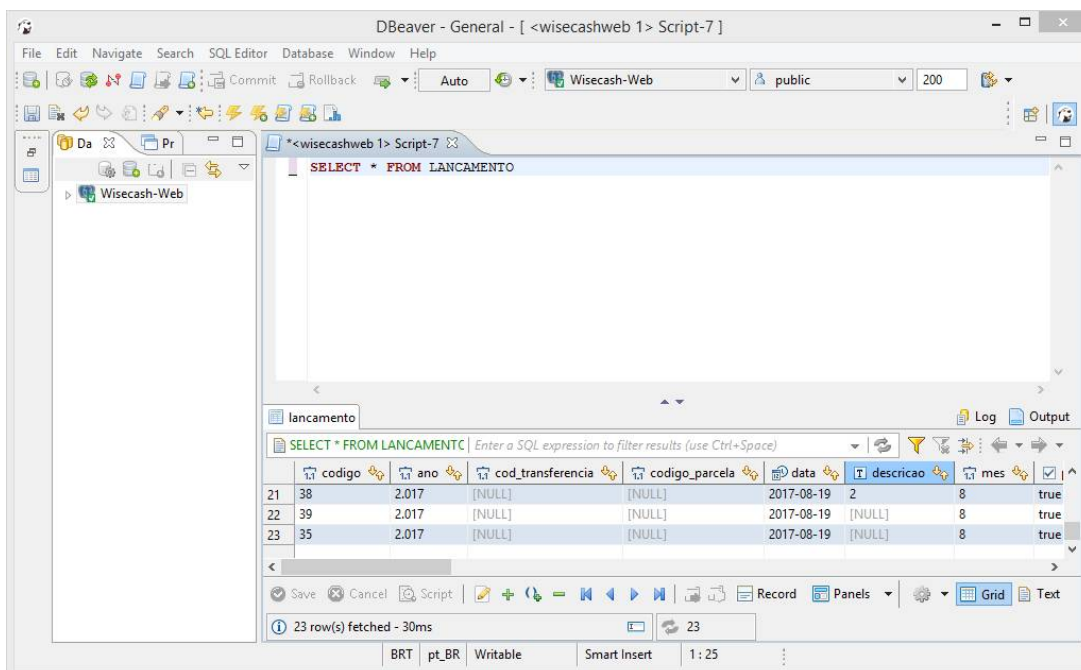 DBeaver - General - [ <wisecashweb 1> Script-7 ]
File Edit Navigate Search SQL Editor Database Window Help
Commit Rollback Auto Wisecash-Web public 200
Da Pr *<wisecashweb 1> Script-7
SELECT * FROM LANCAMENTO
Wisecash-Web
lancamento Log Output
SELECT * FROM LANCAMENTC Enter a SQL expression to filter results (use Ctrl+Space)
codigo ano cod_transferencia codigo_parcela data descricao mes
21 38 2.017 [NULL] [NULL] 2017-08-19 2 8 true
22 39 2.017 [NULL] [NULL] 2017-08-19 [NULL] 8 true
23 35 2.017 [NULL] [NULL] 2017-08-19 [NULL] 8 true
Save Cancel Script Record Panels Grid Text
23 row(s) fetched - 30ms 23
BRT pt_BR Writable Smart Insert 1 : 25